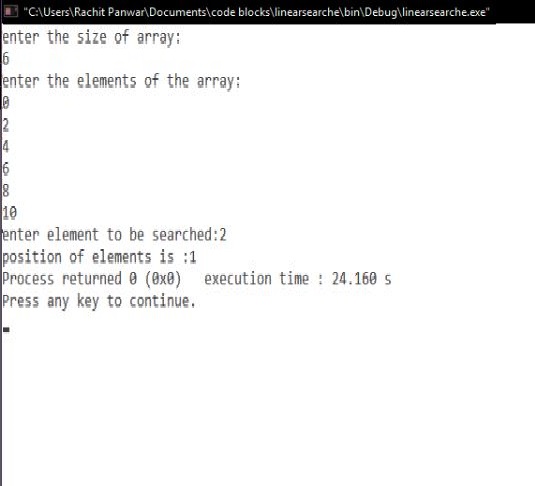 "C:\Users\Rachit Panwar\Documents\code blocks\linearsearche\bin\Debug\linearsearche.exe"
enter the size of array:
6
enter the elements of the array:
0
2
4
6
8
10
enter element to be searched:2
position of elements is :1
Process returned 0 (0x0)   execution time : 24.160 s
Press any key to continue.